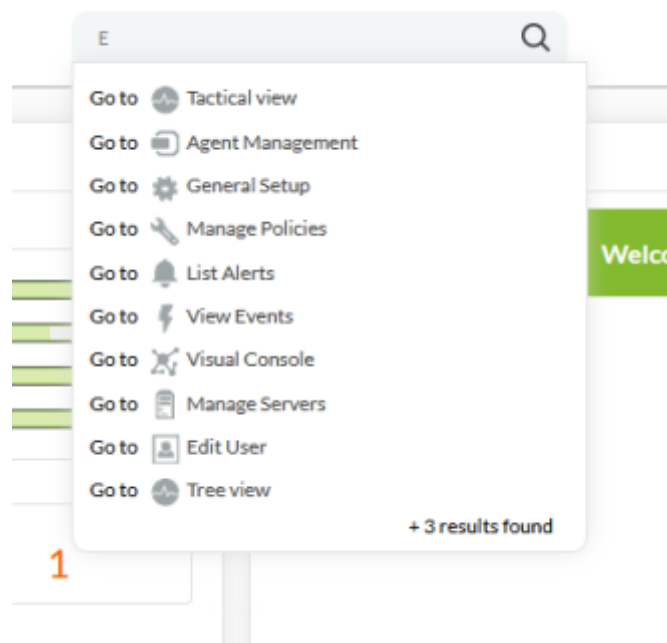 E
Go to Tactical view
Go to Agent Management
Go to General Setup
Go to Manage Policies
Go to List Alerts
Go to View Events
Go to Visual Console
Go to Manage Servers
Go to Edit User
Go to Tree view
+ 3 results found
Welco
1